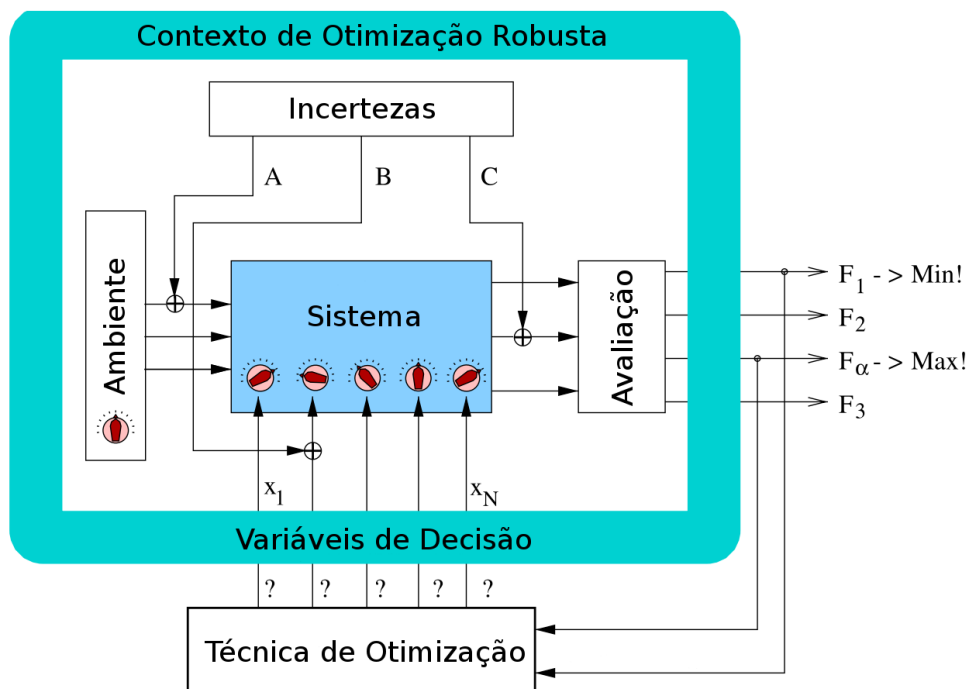 Contexto de Otimização Robusta
Incertezas
A
B
C
Ambiente
Sistema
Avaliação
F1 - > Min!
F2
Fα - > Max!
F3
x1
xN
Variáveis de Decisão
? ? ? ? ?
Técnica de Otimização